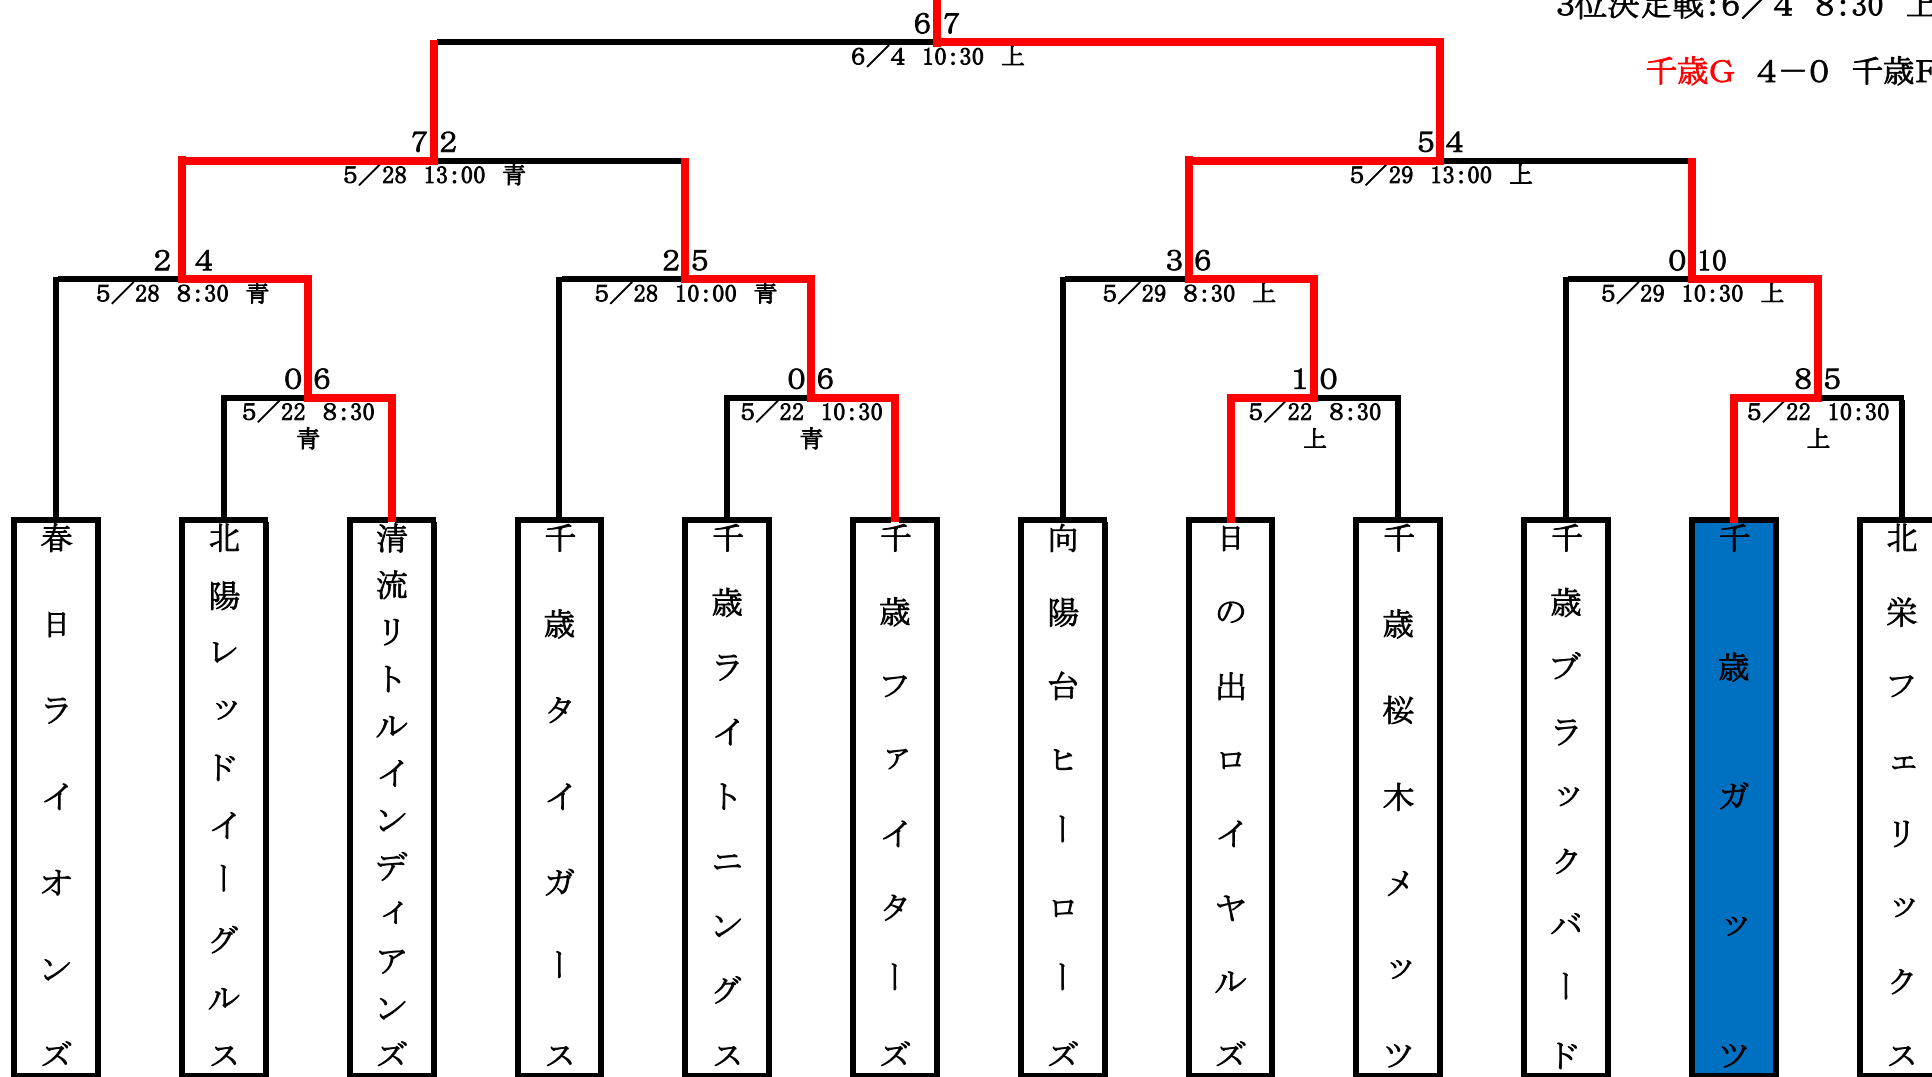 3位決定戦:6／4 8:30 上
6 7
6／4 10:30 上
千歳G 4－0 千歳F
7 2
5／28 13:00 青
5 4
5／29 13:00 上
2 4
5／28 8:30 青
2 5
5／28 10:00 青
3 6
5／29 8:30 上
0 10
5／29 10:30 上
0 6
5／22 8:30
青
0 6
5／22 10:30
青
1 0
5／22 8:30
上
8 5
5／22 10:30
上
春日ライオンズ
北陽レッドイーグルス
清流リトルインディアンズ
千歳タイガース
千歳ライトニングス
千歳ファイターズ
向陽台ヒーローズ
日の出ロイヤルズ
千歳桜木メッツ
千歳ブラックバード
千歳ガッツ
北栄フェリックス